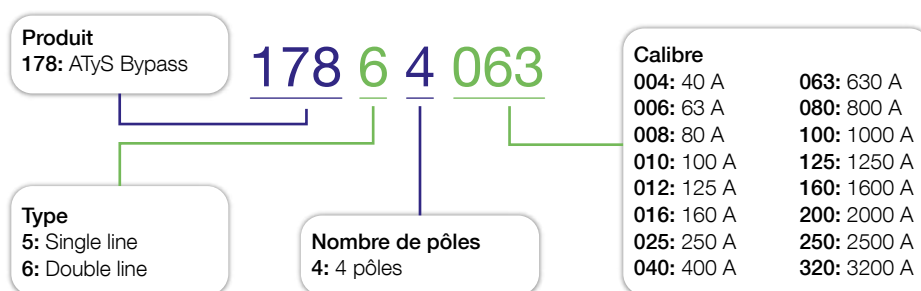 Produit
178: ATyS Bypass
178 6 4 063
Type
5: Single line
6: Double line
Nombre de pôles
4: 4 pôles
Calibre
004: 40 A 063: 630 A
006: 63 A 080: 800 A
008: 80 A 100: 1000 A
010: 100 A 125: 1250 A
012: 125 A 160: 1600 A
016: 160 A 200: 2000 A
025: 250 A 250: 2500 A
040: 400 A 320: 3200 A